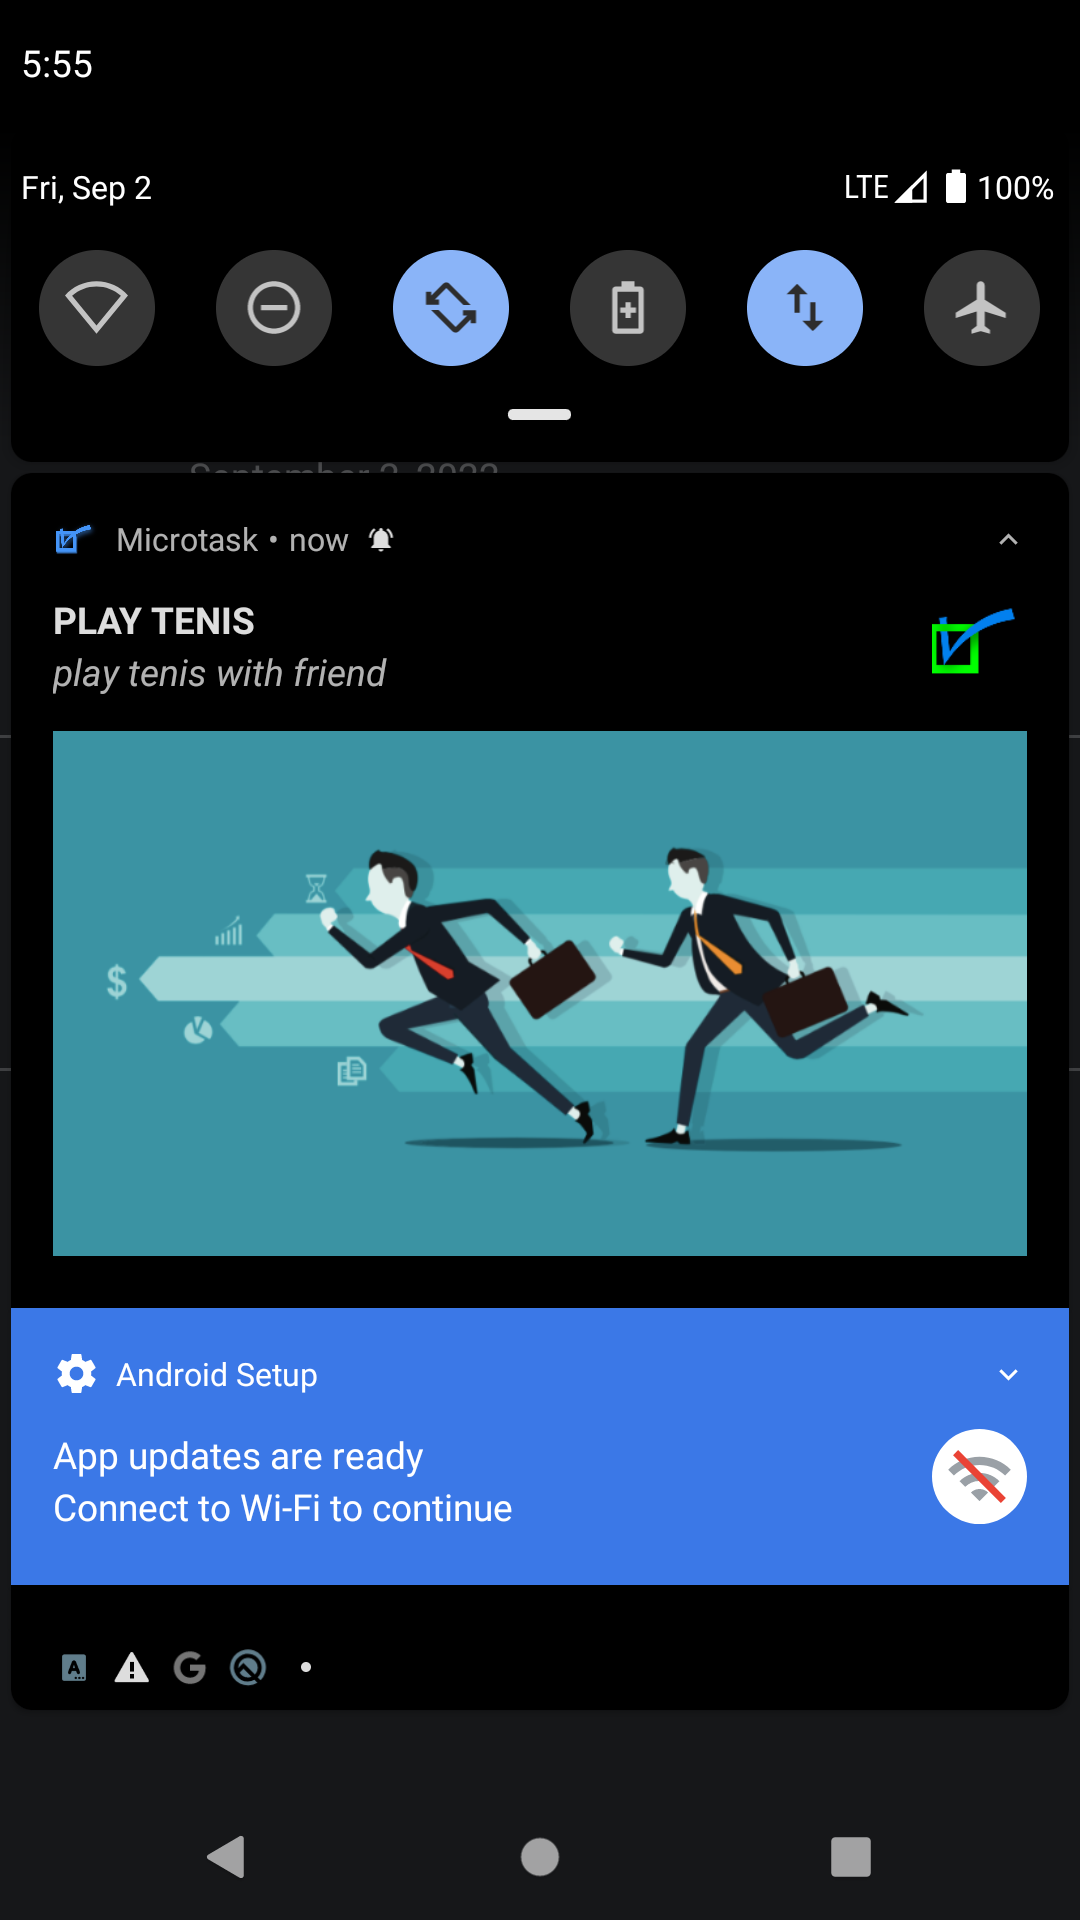 5:55
Fri, Sep 2
LTE 100%
September 2, 2022
Microtask • now
PLAY TENIS
play tenis with friend
$
Android Setup
App updates are ready
Connect to Wi-Fi to continue